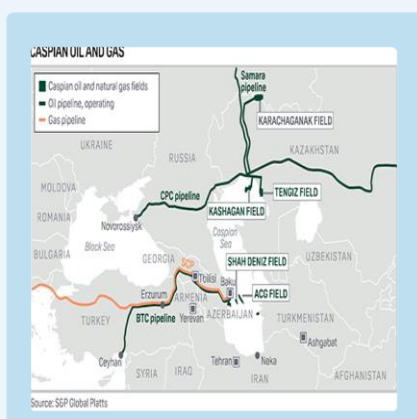 CASPIAN OIL AND GAS
Caspian oil and natural gas fields
Oil pipeline, operating
Gas pipeline
Samara
pipeline
KARACHAGANAK FIELD
UKRAINE
RUSSIA
KAZAKHSTAN
MOLDOVA
CPC pipeline
TENGIZ FIELD
ROMANIA
Novorossiysk
KASHAGAN FIELD
Black Sea
Caspian
Sea
BULGARIA
GEORGIA
SHAH DENIZ FIELD
UZBEKISTAN
SCP
Tbilisi
Baku
Erzurum
ARMENIA
ACG FIELD
TURKEY
BTC pipeline
Yerevan
AZERBAIJAN
TURKMENISTAN
Ashgabat
Ceyhan
Tehran
Neka
SYRIA
IRAQ
IRAN
AFGHANISTAN
Source: S&P Global Platts